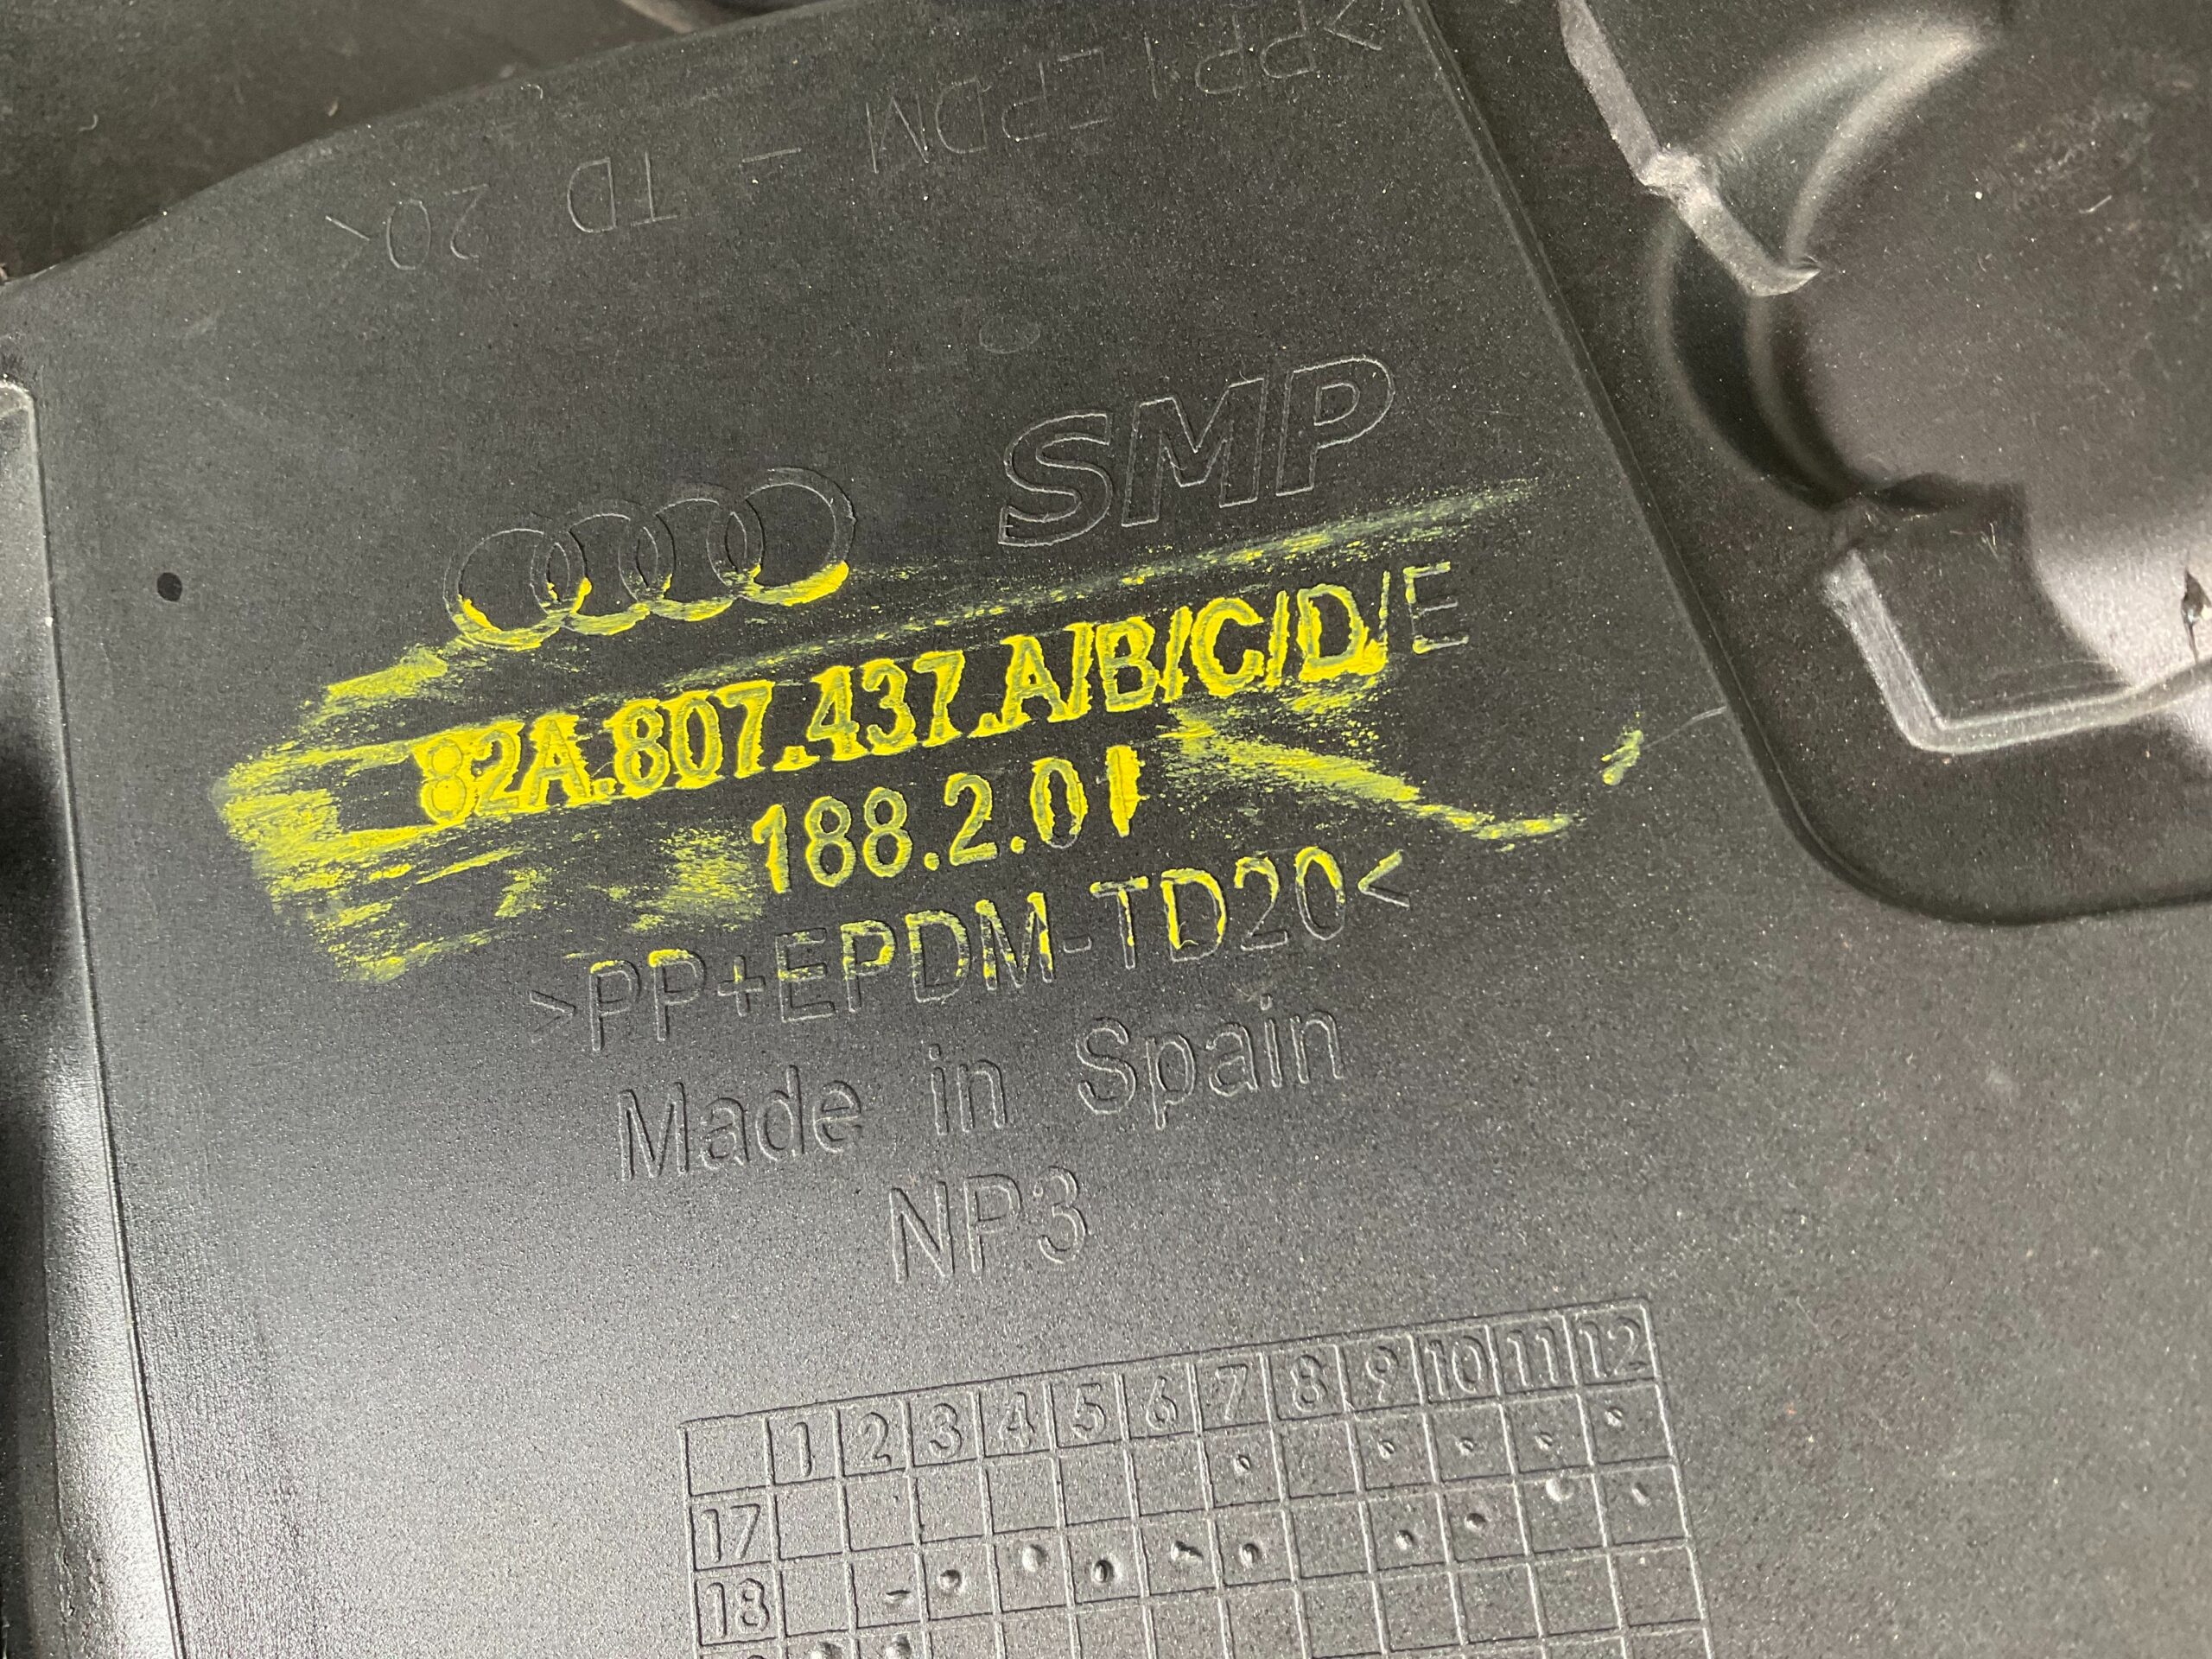 >PP+EPDM - TD 20<
SMP
82A.807.437.A/B/C/D/E
188.2.01
>PP+EPDM-TD20<
Made in Spain
NP3
1 2 3 4 5 6 7 8 9 10 11 12
17
18